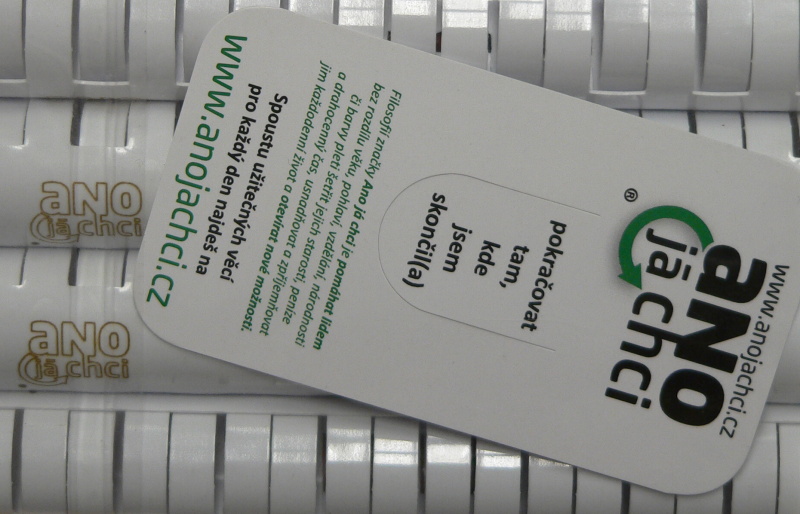 www.anojachci.cz
aNO
já chci
®
pokračovat
tam,
kde
jsem
skončil(a)
Filosofií značky Ano já chci je pomáhat lidem
bez rozdílu věku, pohlaví, vzdělání, národnosti
či barvy pleti šetřit jejich starosti, peníze
a drahocenný čas, usnadňovat a zpříjemňovat
jim každodenní život a otevírat nové možnosti.
Spoustu užitečných věcí
pro každý den najdeš na
www.anojachci.cz
aNO
já chci
aNO
já chci